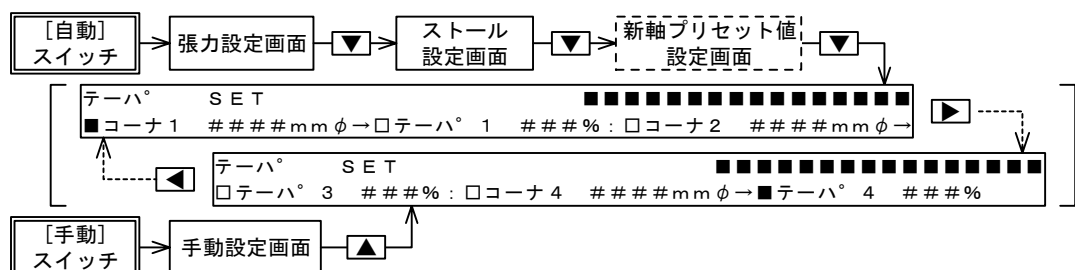 [自動]
スイッチ
張力設定画面
▼
ストール
設定画面
▼
新軸プリセット値
設定画面
▼
テーパ゜ SET ■■■■■■■■■■■■■■■■
■コーナ1 ####mmφ→□テーパ゜1 ###%:□コーナ2 ####mmφ→
▶
◀
テーパ゜ SET ■■■■■■■■■■■■■■■■
□テーパ゜3 ###%:□コーナ4 ####mmφ→■テーパ゜4 ###%
[手動]
スイッチ
手動設定画面
▲